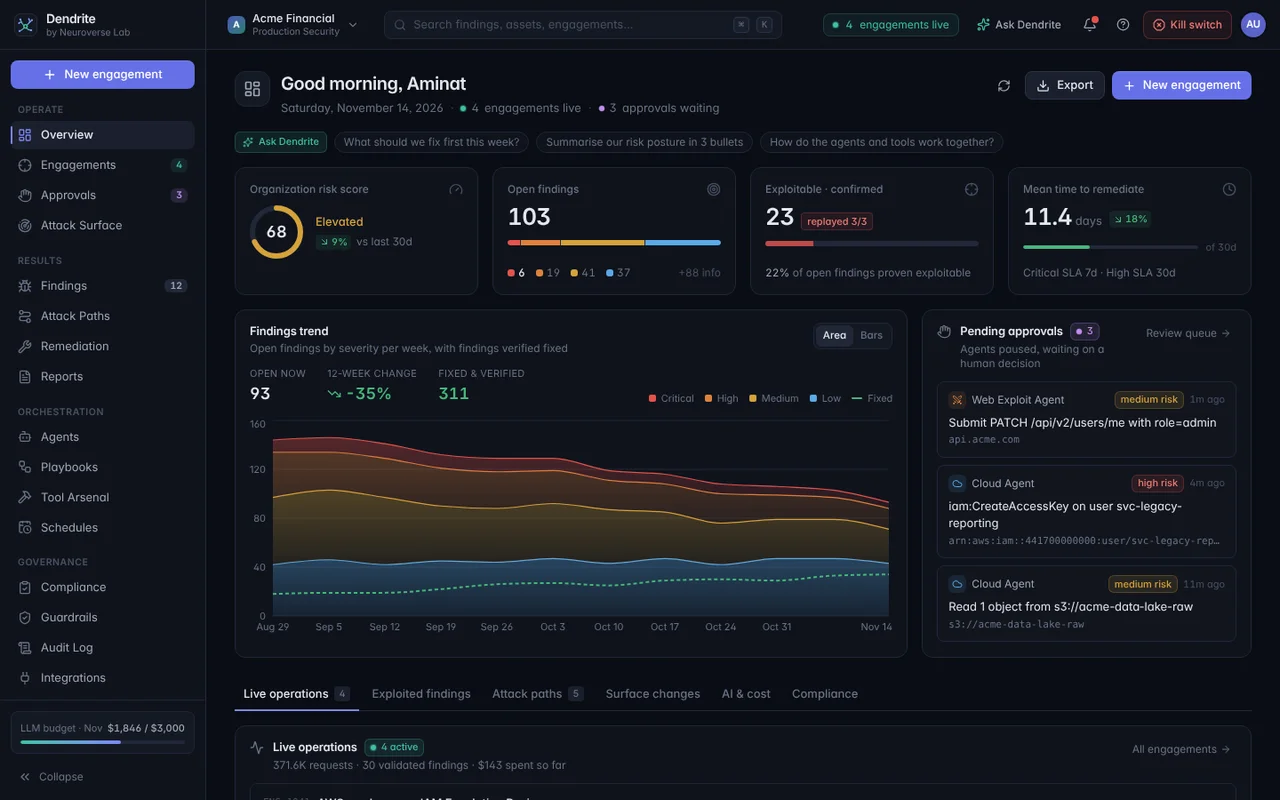 Dendrite
by Neuroverse Lab
A
Acme Financial
Production Security
Search findings, assets, engagements...
⌘ K
4 engagements live
Ask Dendrite
Kill switch
AU
New engagement
OPERATE
Overview
Engagements 4
Approvals 3
Attack Surface
RESULTS
Findings 12
Attack Paths
Remediation
Reports
ORCHESTRATION
Agents
Playbooks
Tool Arsenal
Schedules
GOVERNANCE
Compliance
Guardrails
Audit Log
Integrations
LLM budget · Nov $1,846 / $3,000
Collapse
Good morning, Aminat
Saturday, November 14, 2026 · 4 engagements live · 3 approvals waiting
Export
New engagement
Ask Dendrite
What should we fix first this week?
Summarise our risk posture in 3 bullets
How do the agents and tools work together?
Organization risk score
68
Elevated
9% vs last 30d
Open findings
103
6 19 41 37 +88 info
Exploitable · confirmed
23 replayed 3/3
22% of open findings proven exploitable
Mean time to remediate
11.4 days 18%
of 30d
Critical SLA 7d · High SLA 30d
Findings trend
Open findings by severity per week, with findings verified fixed
Area Bars
OPEN NOW 12-WEEK CHANGE FIXED & VERIFIED
93 -35% 311
Critical High Medium Low Fixed
160
120
80
40
0
Aug 29 Sep 5 Sep 12 Sep 19 Sep 26 Oct 3 Oct 10 Oct 17 Oct 24 Oct 31 Nov 14
Pending approvals 3
Review queue
Agents paused, waiting on a
human decision
Web Exploit Agent medium risk 1m ago
Submit PATCH /api/v2/users/me with role=admin
api.acme.com
Cloud Agent high risk 4m ago
iam:CreateAccessKey on user svc-legacy-
reporting
arn:aws:iam::441700000000:user/svc-legacy-rep…
Cloud Agent medium risk 11m ago
Read 1 object from s3://acme-data-lake-raw
s3://acme-data-lake-raw
Live operations 4
Exploited findings
Attack paths 5
Surface changes
AI & cost
Compliance
Live operations 4 active
371.6K requests · 30 validated findings · $143 spent so far
All engagements